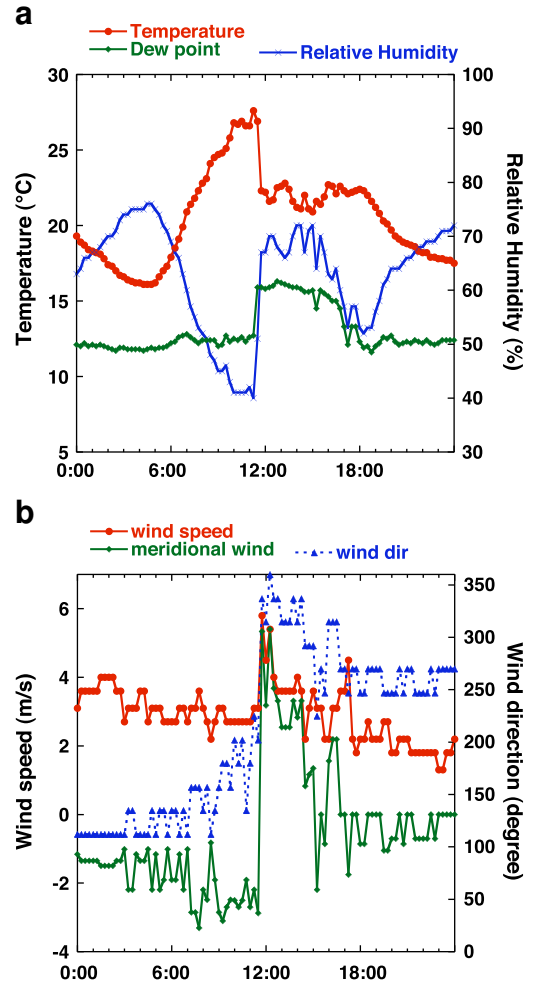 a
Temperature
Dew point
Relative Humidity
30
25
20
15
10
5
Temperature (°C)
100
90
80
70
60
50
40
30
Relative Humidity (%)
0:00 6:00 12:00 18:00
b
wind speed
meridional wind
wind dir
6
4
2
0
-2
-4
Wind speed (m/s)
350
300
250
200
150
100
50
0
Wind direction (degree)
0:00 6:00 12:00 18:00